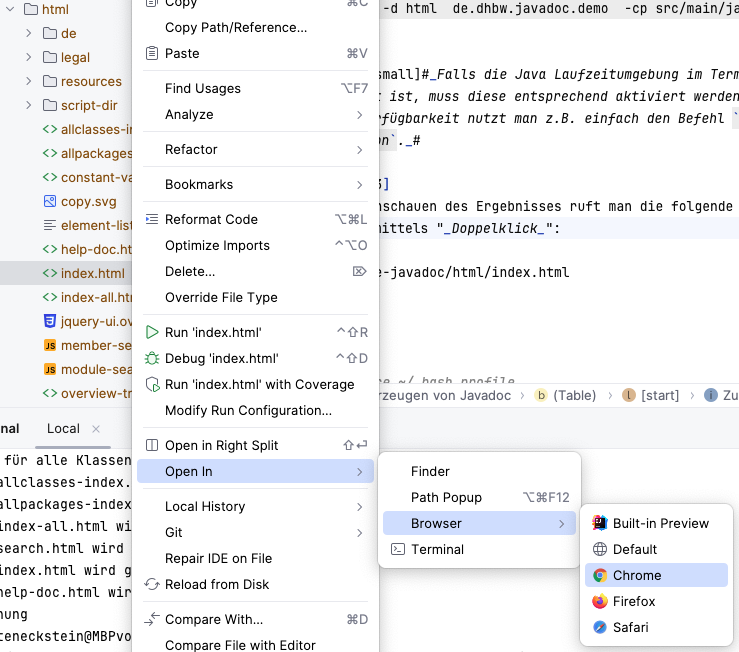 html
de
legal
resources
script-dir
allclasses-i
allpackages
constant-va
copy.svg
element-list
help-doc.ht
index.html
index-all.ht
jquery-ui.ov
member-se
module-sea
overview-tr
Copy ⌘C
Copy Path/Reference...
Paste ⌘V
Find Usages ⌥F7
Analyze
Refactor
Bookmarks
Reformat Code ⌥⌘L
Optimize Imports ⌃⌥O
Delete... ⌦
Override File Type
Run 'index.html' ⌃⇧R
Debug 'index.html' ⌃⇧D
Run 'index.html' with Coverage
Modify Run Configuration...
Open in Right Split ⇧↩
Open In
Local History
Git
Repair IDE on File
Reload from Disk
Compare With... ⌘D
Compare File with Editor
Finder
Path Popup ⌥⌘F12
Browser
Terminal
Built-in Preview
Default
Chrome
Firefox
Safari
-d html de.dhbw.javadoc.demo -cp src/main/ja
small]#_Falls die Java Laufzeitumgebung im Term
t ist, muss diese entsprechend aktiviert werden
rfügbarkeit nutzt man z.B. einfach den Befehl `
on`._#
3]
nschauen des Ergebnisses ruft man die folgende
mittels "_Doppelklick_":
e-javadoc/html/index.html
ce ~/.bash_profile
rzeugen von Javadoc › b (Table) › l [start] › i Zu
nal Local ×
für alle Klassen
allclasses-index.
allpackages-index
index-all.html wi
search.html wird
index.html wird g
help-doc.html wir
nung
teneckstein@MBPvo